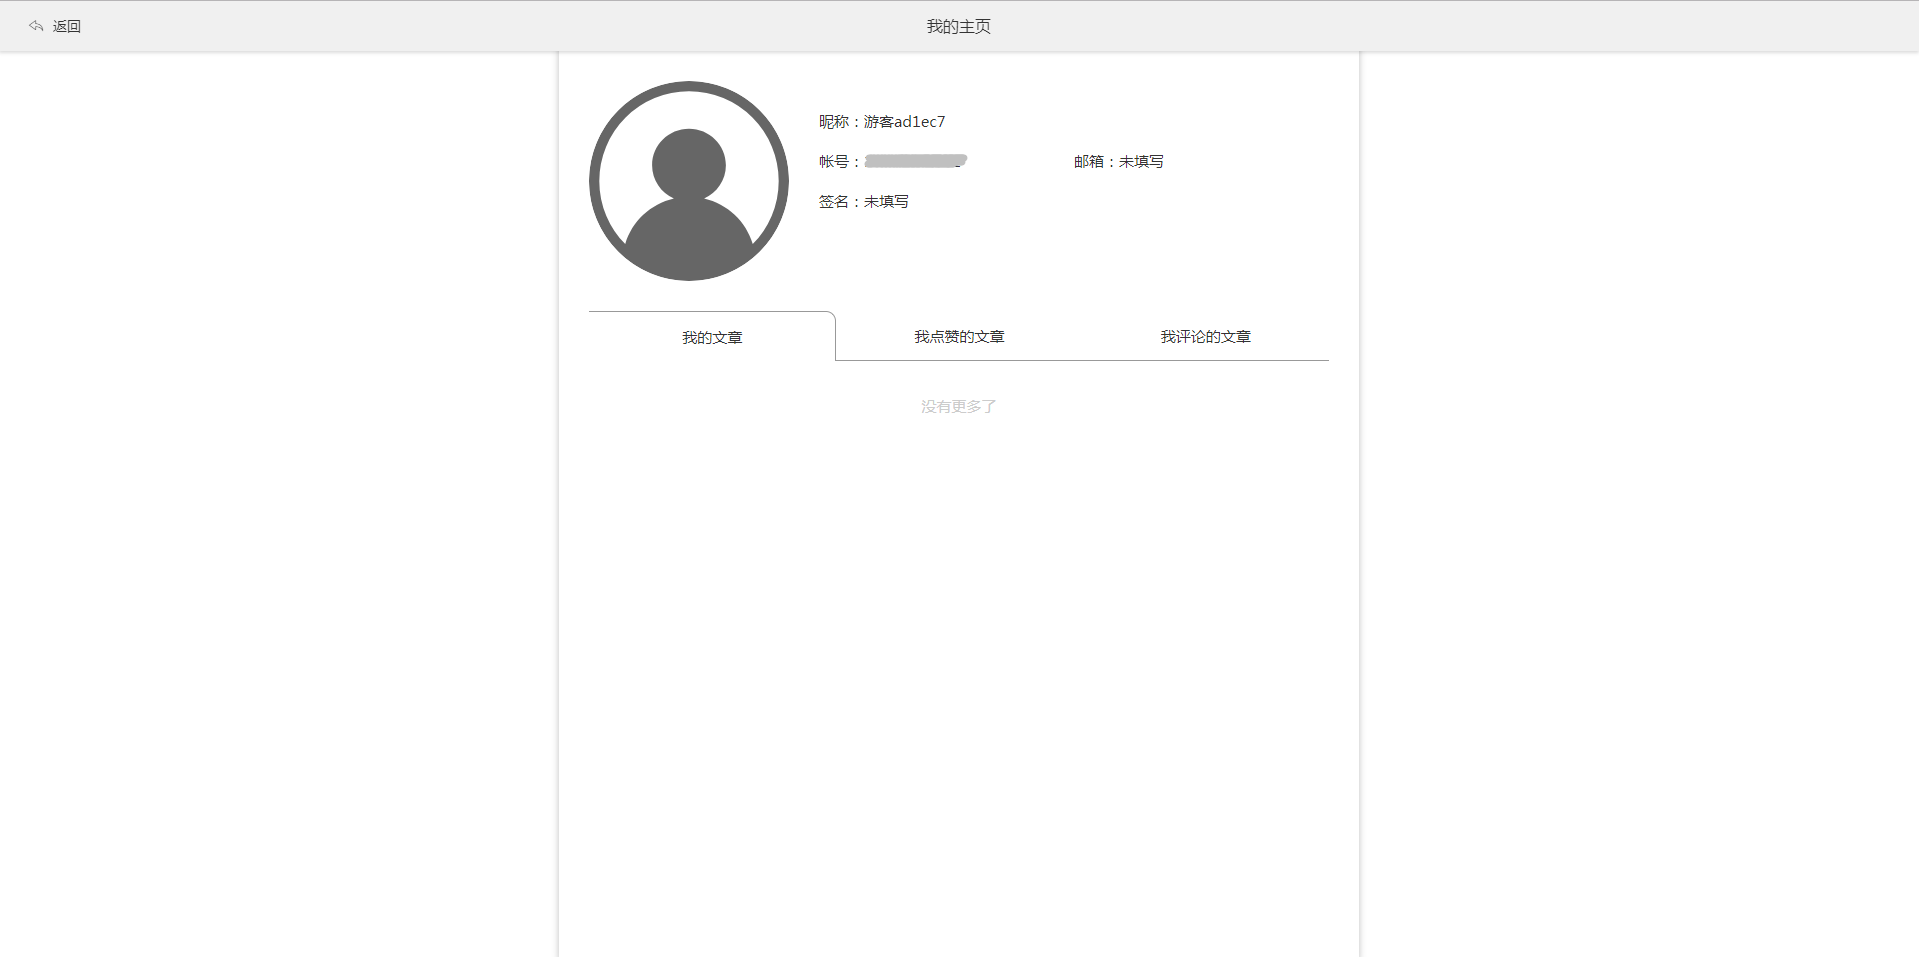 返回
我的主页
昵称：游客ad1ec7
帐号：
邮箱：未填写
签名：未填写
我的文章
我点赞的文章
我评论的文章
没有更多了